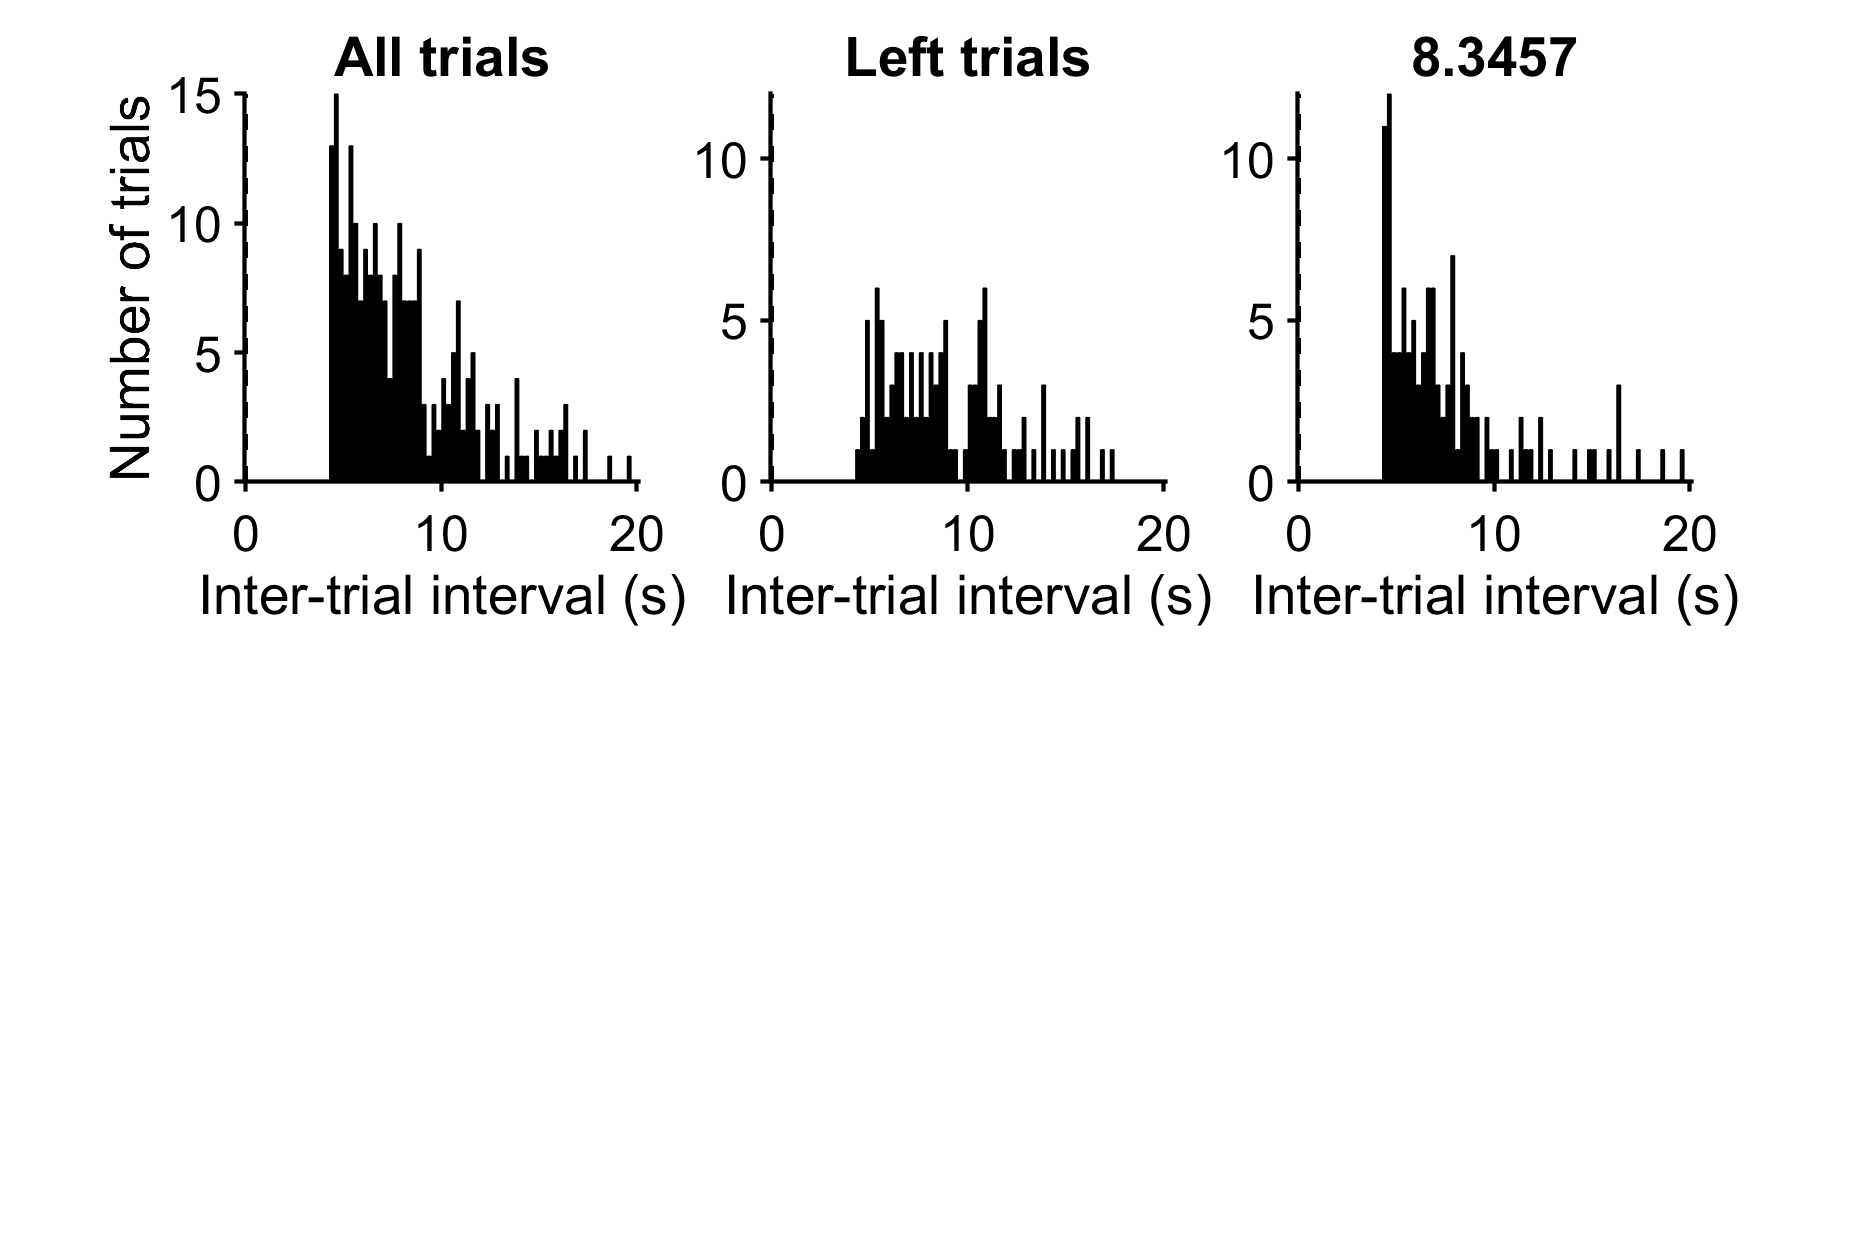 All trials
Left trials
8.3457
Number of trials
15
10
5
0
10
5
0
10
5
0
0 10 20
0 10 20
0 10 20
Inter-trial interval (s)
Inter-trial interval (s)
Inter-trial interval (s)